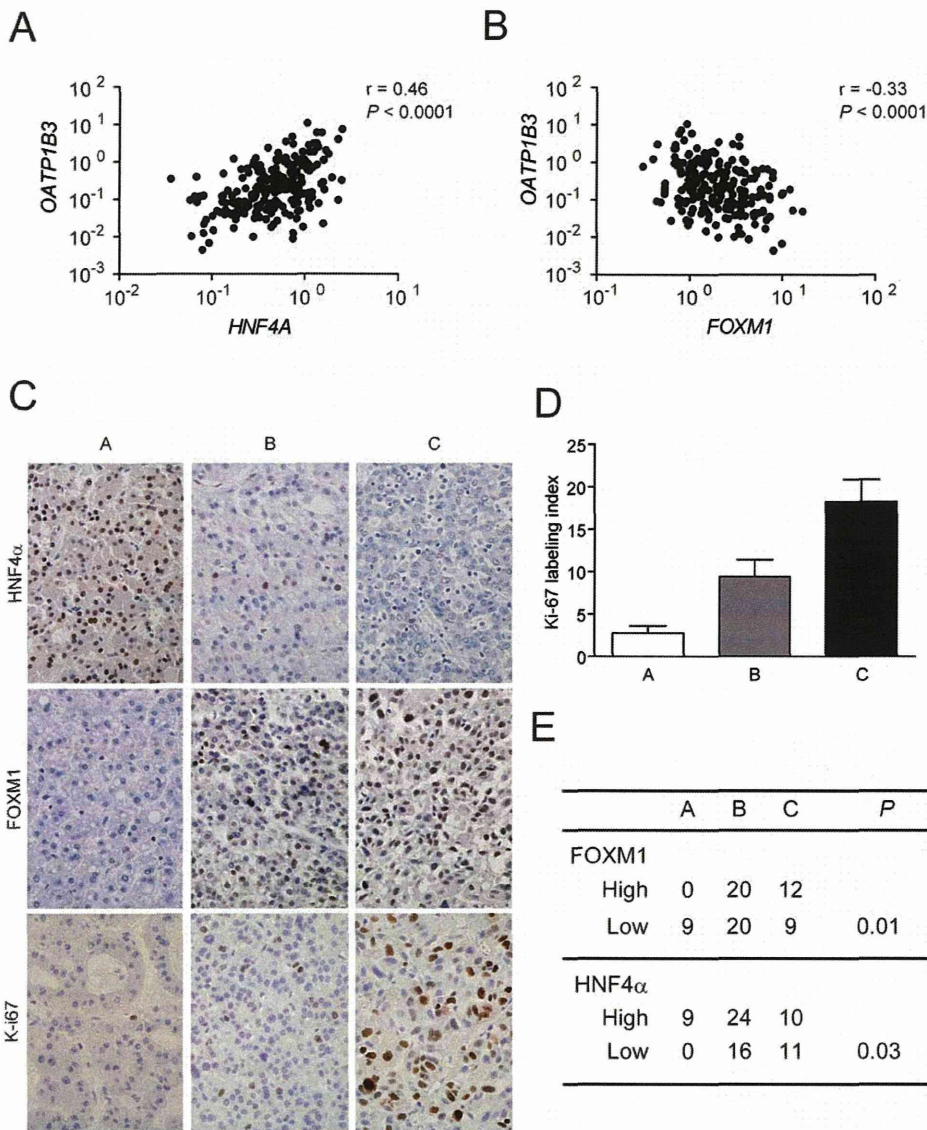 A
r = 0.46
P < 0.0001
OATP1B3
10^2
10^1
10^0
10^-1
10^-2
10^-3
10^-2
10^-1
10^0
10^1
HNF4A
B
r = -0.33
P < 0.0001
OATP1B3
10^2
10^1
10^0
10^-1
10^-2
10^-3
10^-1
10^0
10^1
10^2
FOXM1
C
A B C
HNF4α
FOXM1
K-i67
D
Ki-67 labeling index
25
20
15
10
5
0
A B C
E
A B C P
FOXM1
High 0 20 12
Low 9 20 9 0.01
HNF4α
High 9 24 10
Low 0 16 11 0.03